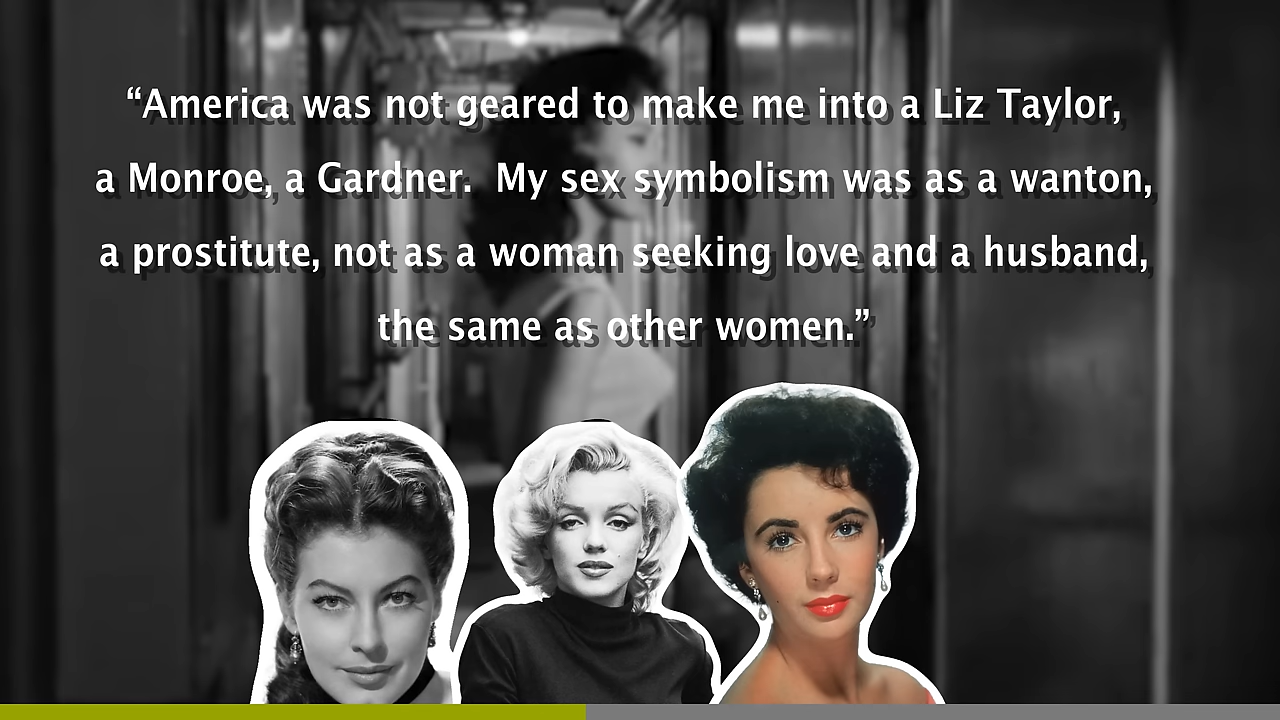 “America was not geared to make me into a Liz Taylor,
a Monroe, a Gardner.  My sex symbolism was as a wanton,
a prostitute, not as a woman seeking love and a husband,
the same as other women.”